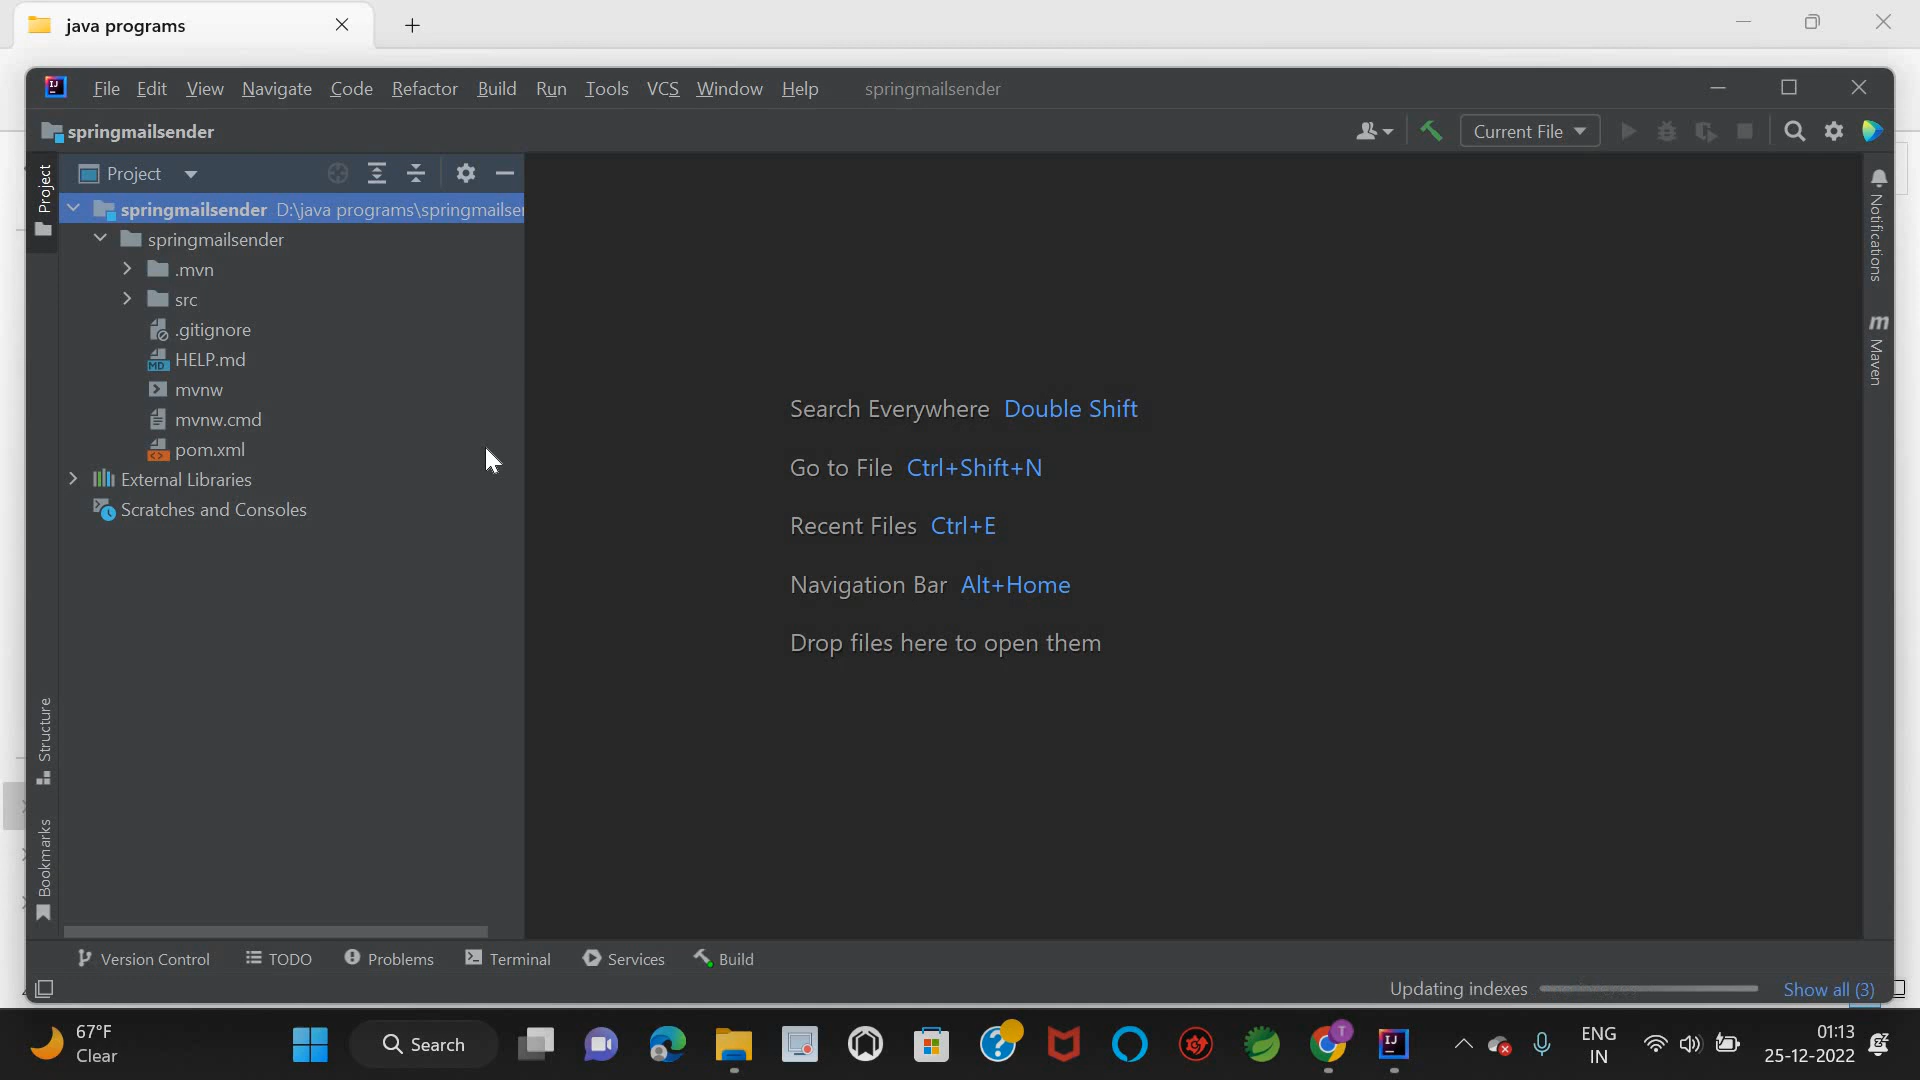 java programs
File Edit View Navigate Code Refactor Build Run Tools VCS Window Help springmailsender
springmailsender
Current File
Project
Project
springmailsender D:\java programs\springmailser
springmailsender
.mvn
src
.gitignore
HELP.md
mvnw
mvnw.cmd
pom.xml
External Libraries
Scratches and Consoles
Search Everywhere Double Shift
Go to File Ctrl+Shift+N
Recent Files Ctrl+E
Navigation Bar Alt+Home
Drop files here to open them
Notifications
Maven
Structure
Bookmarks
Version Control TODO Problems Terminal Services Build
Updating indexes Show all (3)
67°F
Clear
Search
ENG
IN
01:13
25-12-2022